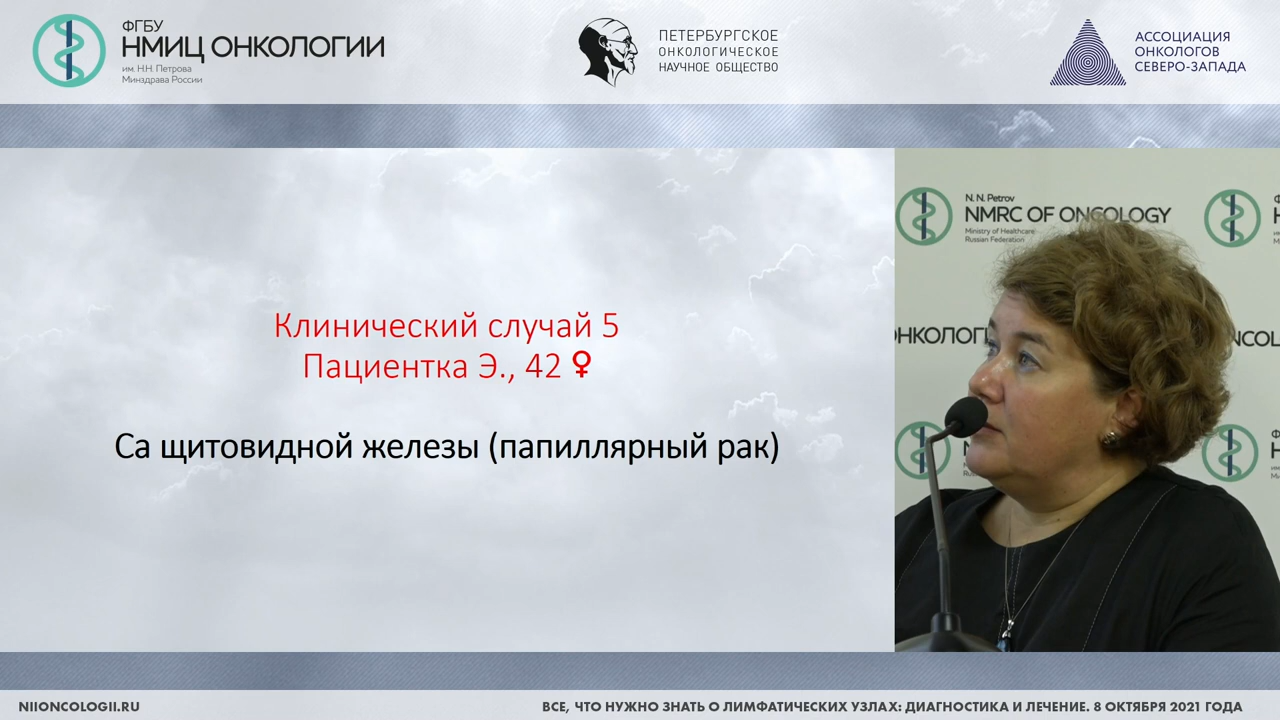 ФГБУ
НМИЦ ОНКОЛОГИИ
им. Н.Н. Петрова
Минздрава России
ПЕТЕРБУРГСКОЕ
ОНКОЛОГИЧЕСКОЕ
НАУЧНОЕ ОБЩЕСТВО
АССОЦИАЦИЯ
ОНКОЛОГОВ
СЕВЕРО-ЗАПАДА
Клинический случай 5
Пациентка Э., 42 ♀
Са щитовидной железы (папиллярный рак)
N. N. Petrov
NMRC OF ONCOLOGY
Ministry of Healthcare
Russian Federation
NIIONCOLOGII.RU
ВСЕ, ЧТО НУЖНО ЗНАТЬ О ЛИМФАТИЧЕСКИХ УЗЛАХ: ДИАГНОСТИКА И ЛЕЧЕНИЕ. 8 ОКТЯБРЯ 2021 ГОДА